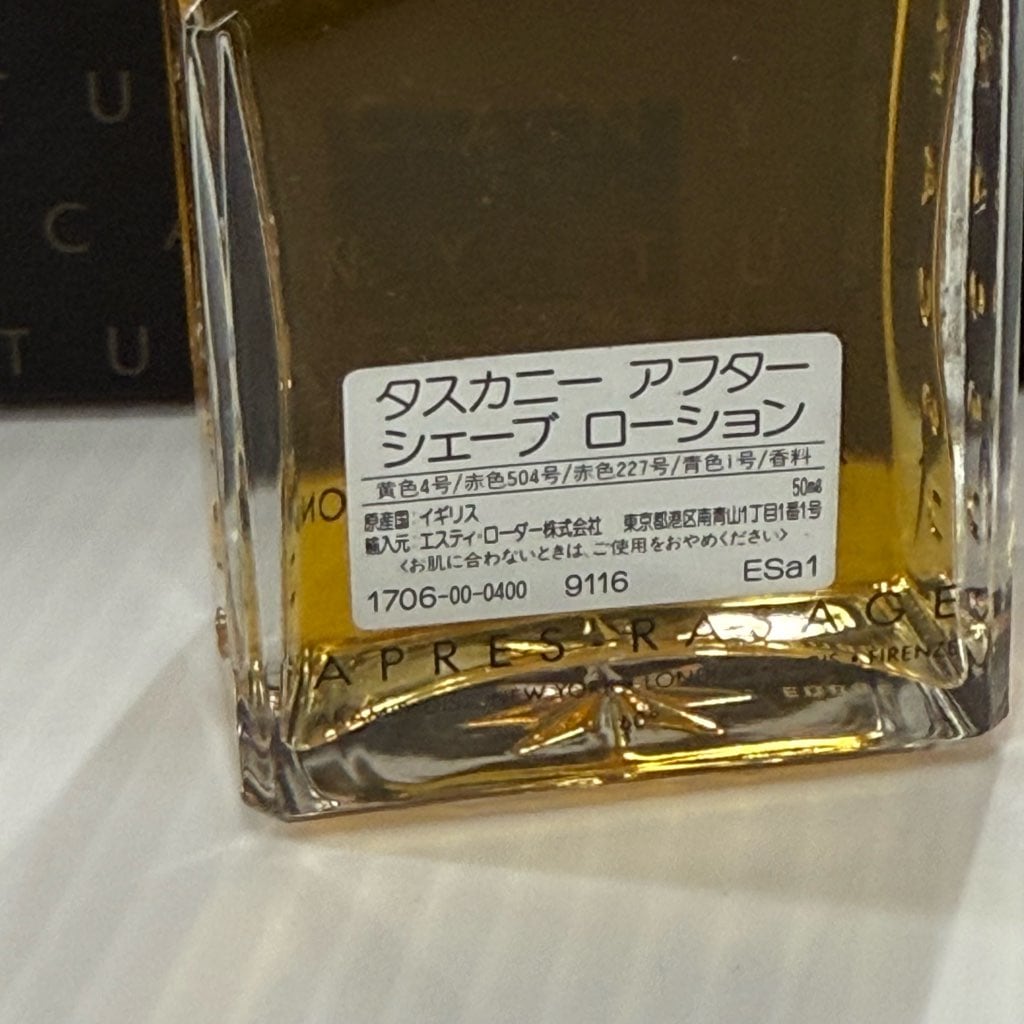 T U
C A
T U
N Y T U
タスカニー アフター
シェーブ ローション
黄色4号/赤色504号/赤色227号/青色1号/香料
50mℓ
原産国:イギリス
輸入元:エスティ・ローダー株式会社 東京都港区南青山1丁目1番1号
〈お肌に合わないときは、ご使用をおやめください〉
1706-00-0400 9116 ESa1
APRES-RASAGE
NEW YORK • LOND
• FIRENZE
60°